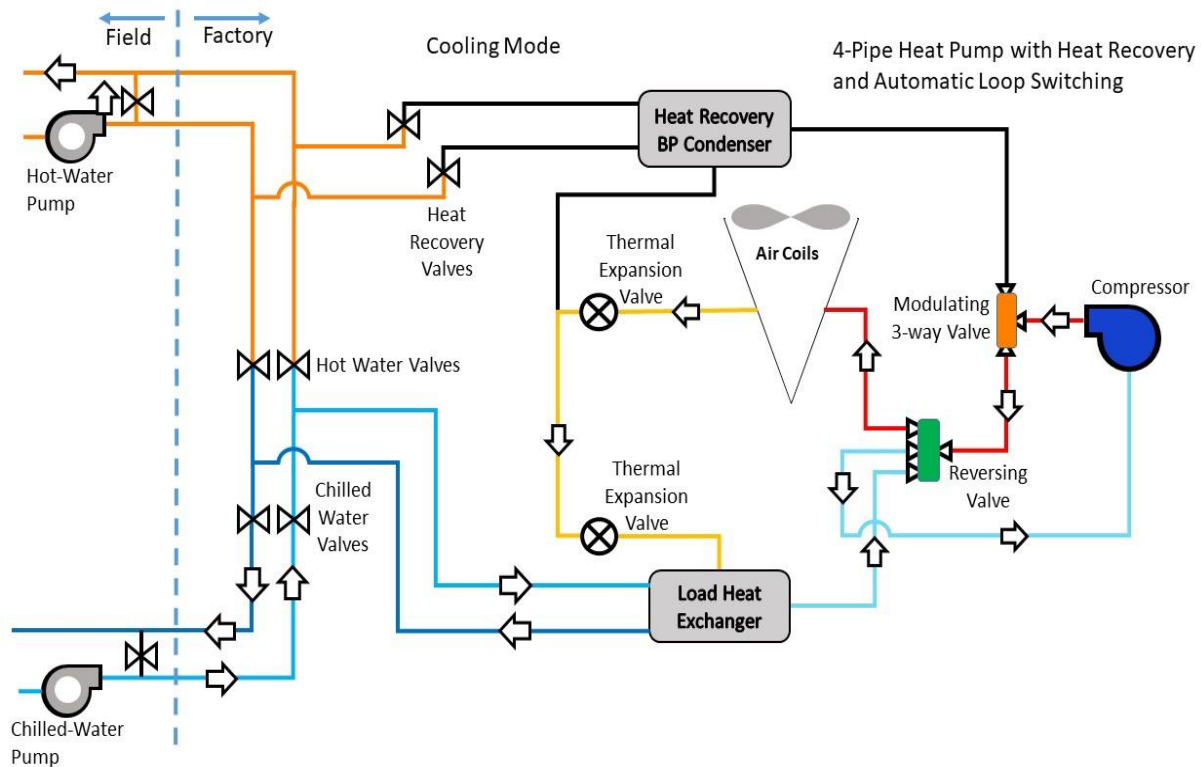 Field
Factory
Cooling Mode
4-Pipe Heat Pump with Heat Recovery
and Automatic Loop Switching
Heat Recovery
BP Condenser
Hot-Water
Pump
Heat
Recovery
Valves
Thermal
Expansion
Valve
Air Coils
Modulating
3-way Valve
Compressor
Hot Water Valves
Chilled
Water
Valves
Thermal
Expansion
Valve
Reversing
Valve
Load Heat
Exchanger
Chilled-Water
Pump